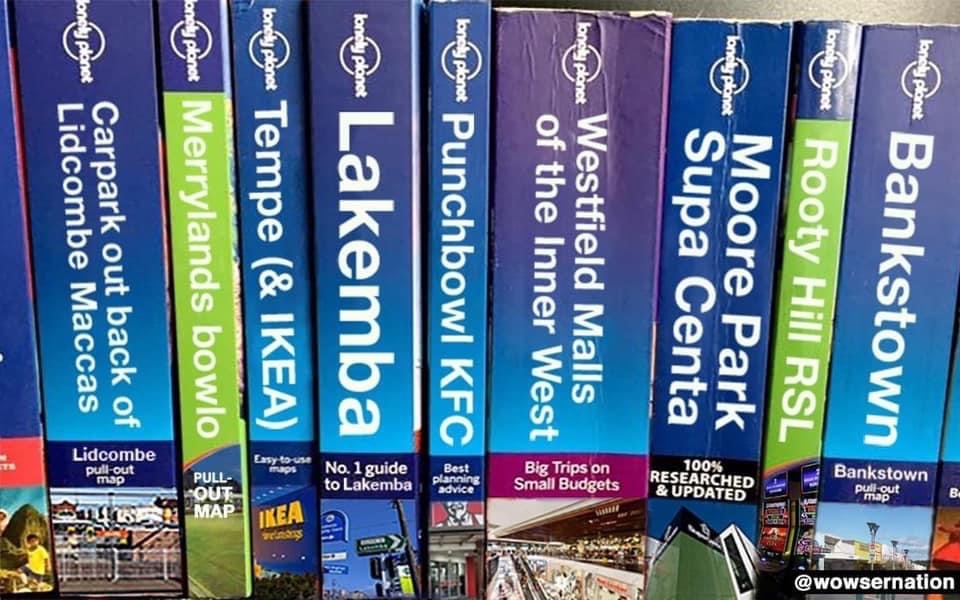 lonely planet
Carpark out back of
Lidcombe Maccas
Lidcombe
pull-out
map
lonely planet
Merrylands bowlo
PULL-
OUT
MAP
lonely planet
Tempe (& IKEA)
Easy-to-use
maps
IKEA
lonely planet
Lakemba
No. 1 guide
to Lakemba
lonely planet
Punchbowl KFC
Best
planning
advice
KFC
lonely planet
Westfield Malls
of the Inner West
Big Trips on
Small Budgets
lonely planet
Moore Park
Supa Centa
100%
RESEARCHED
& UPDATED
lonely planet
Rooty Hill RSL
lonely planet
Bankstown
Bankstown
pull-out
map
@wowsernation